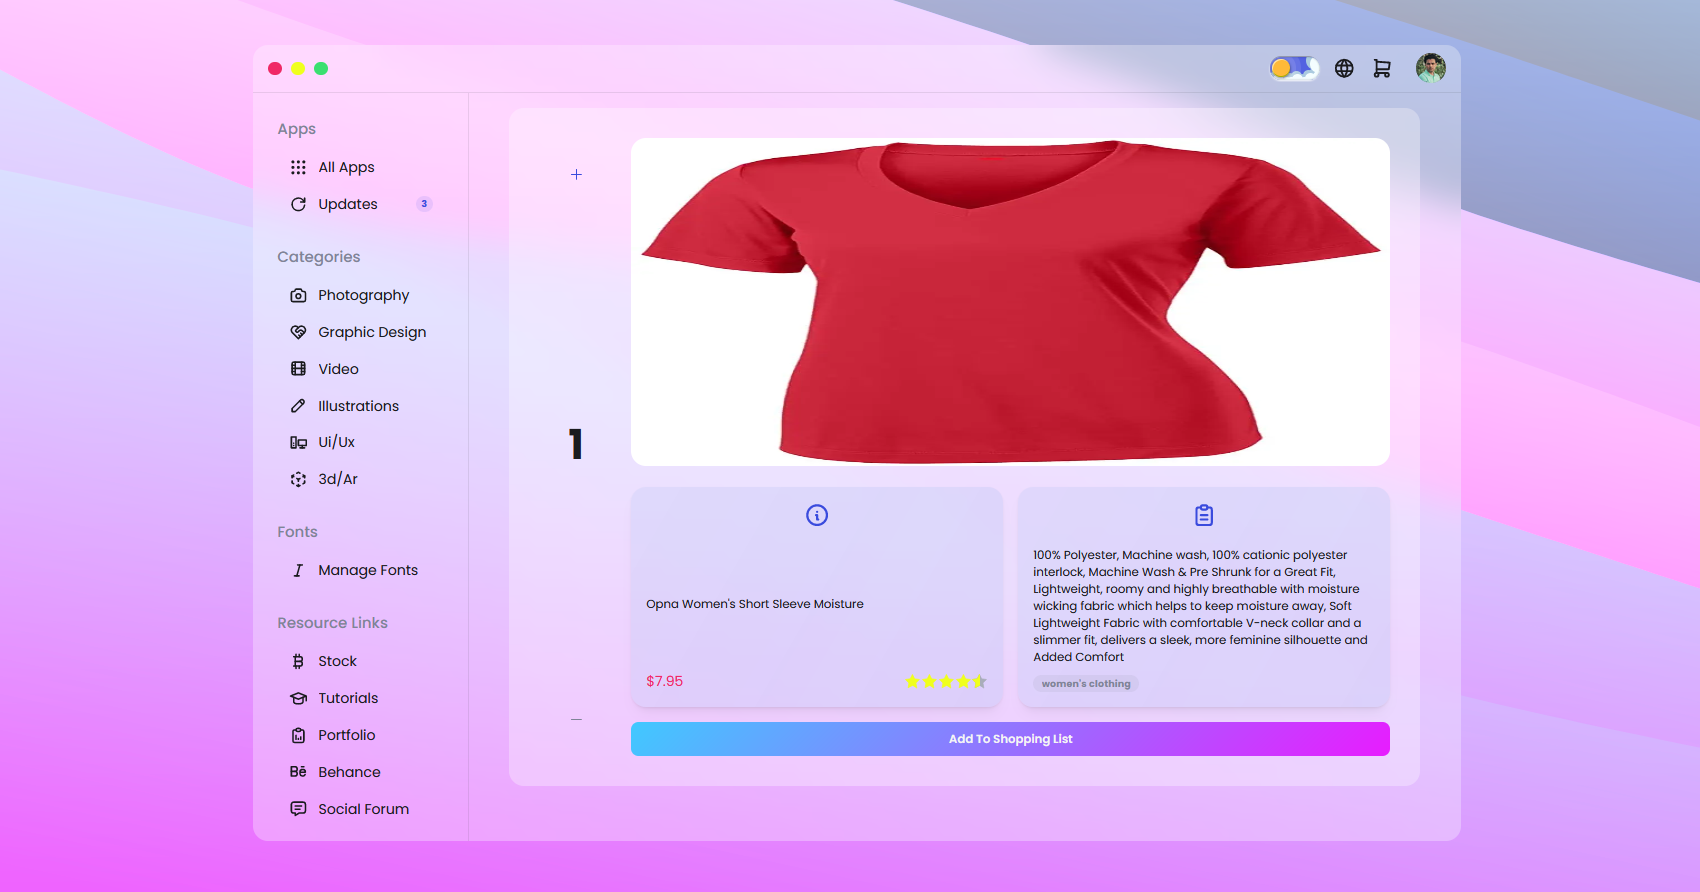 Apps
All Apps
Updates 3
Categories
Photography
Graphic Design
Video
Illustrations
Ui/Ux
3d/Ar
Fonts
Manage Fonts
Resource Links
Stock
Tutorials
Portfolio
Behance
Social Forum
+
1
—
Opna Women's Short Sleeve Moisture
$7.95
100% Polyester, Machine wash, 100% cationic polyester
interlock, Machine Wash & Pre Shrunk for a Great Fit,
Lightweight, roomy and highly breathable with moisture
wicking fabric which helps to keep moisture away, Soft
Lightweight Fabric with comfortable V-neck collar and a
slimmer fit, delivers a sleek, more feminine silhouette and
Added Comfort
women's clothing
Add To Shopping List